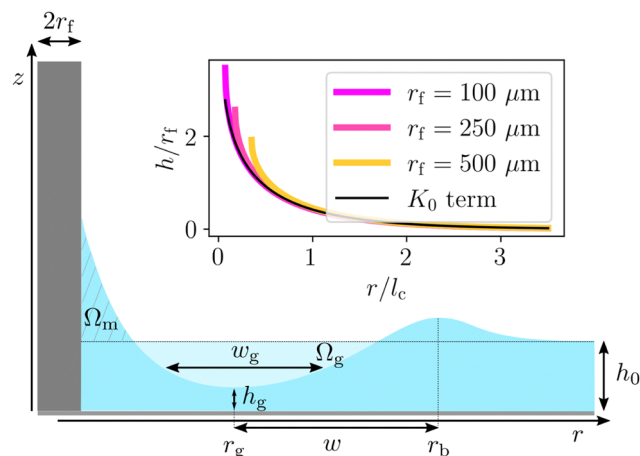 2r_f
z
h/r_f
2
0
r_f = 100 μm
r_f = 250 μm
r_f = 500 μm
K_0 term
0
1
2
3
r/l_c
Ω_m
w_g
Ω_g
h_g
h_0
r_g
w
r_b
r